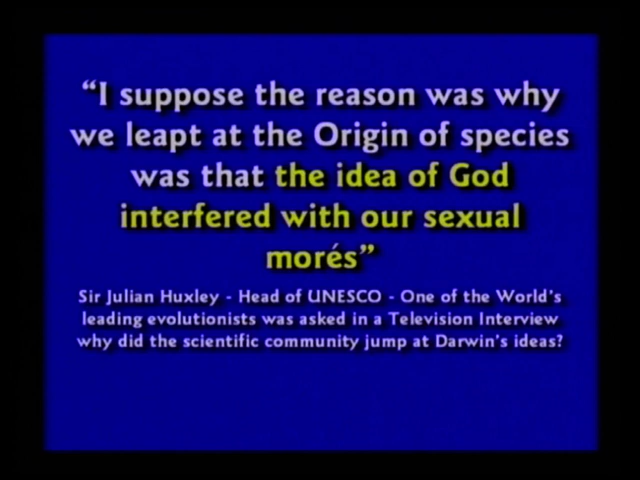 “I suppose the reason was why
we leapt at the Origin of species
was that the idea of God
interfered with our sexual
morés”
Sir Julian Huxley - Head of UNESCO - One of the World's
leading evolutionists was asked in a Television Interview
why did the scientific community jump at Darwin's ideas?